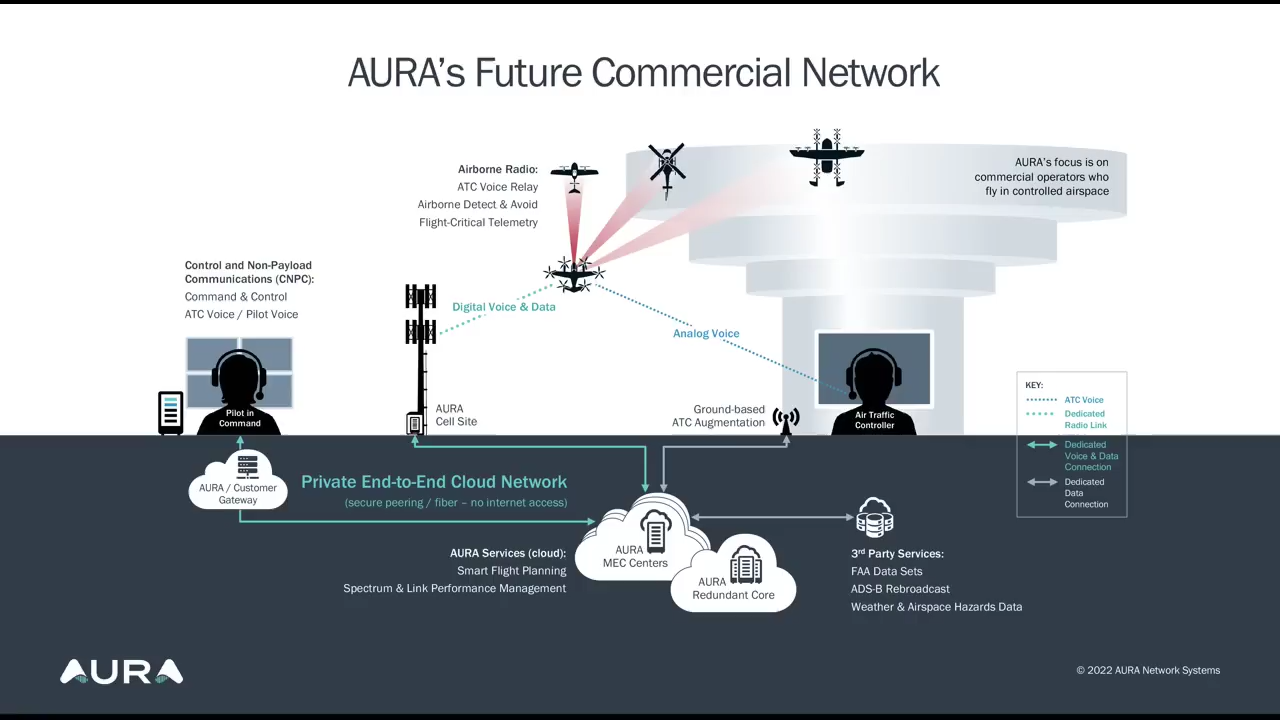 AURA's Future Commercial Network
Airborne Radio:
ATC Voice Relay
Airborne Detect & Avoid
Flight-Critical Telemetry
AURA's focus is on
commercial operators who
fly in controlled airspace
Control and Non-Payload
Communications (CNPC):
Command & Control
ATC Voice / Pilot Voice
Digital Voice & Data
Analog Voice
Pilot in
Command
AURA
Cell Site
Ground-based
ATC Augmentation
Air Traffic
Controller
KEY:
ATC Voice
Dedicated
Radio Link
Dedicated
Voice & Data
Connection
Dedicated
Data
Connection
AURA / Customer
Gateway
Private End-to-End Cloud Network
(secure peering / fiber – no internet access)
AURA Services (cloud):
Smart Flight Planning
Spectrum & Link Performance Management
AURA
MEC Centers
AURA
Redundant Core
3rd Party Services:
FAA Data Sets
ADS-B Rebroadcast
Weather & Airspace Hazards Data
AURA
© 2022 AURA Network Systems